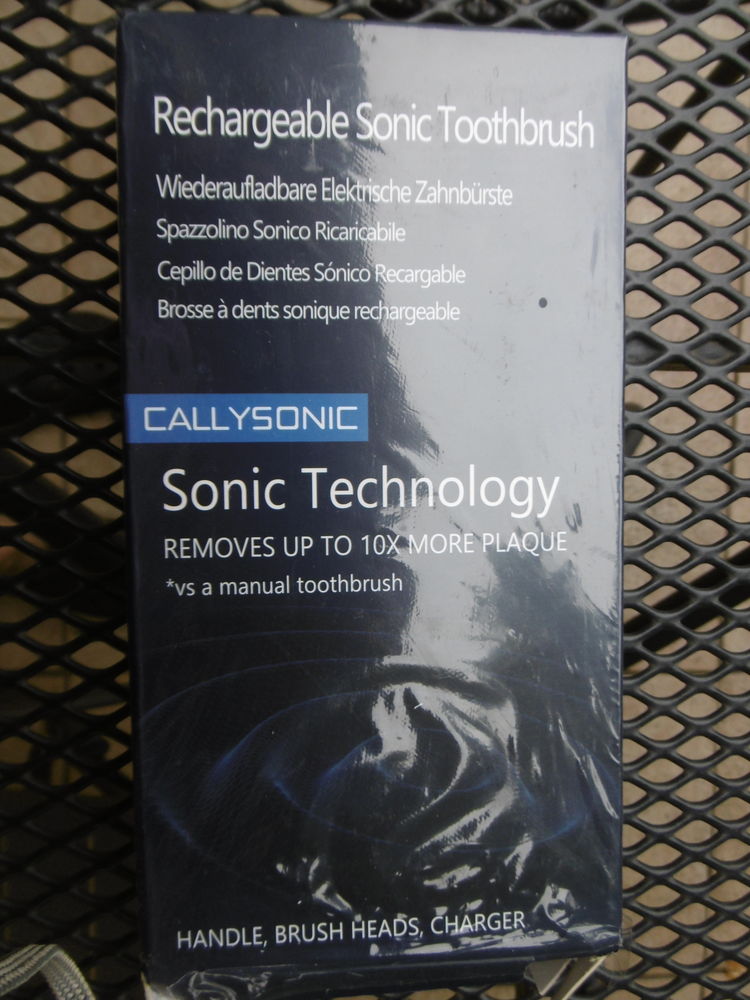 Rechargeable Sonic Toothbrush
Wiederaufladbare Elektrische Zahnbürste
Spazzolino Sonico Ricaricabile
Cepillo de Dientes Sónico Recargable
Brosse à dents sonique rechargeable
CALLYSONIC
Sonic Technology
REMOVES UP TO 10X MORE PLAQUE
*vs a manual toothbrush
HANDLE, BRUSH HEADS, CHARGER